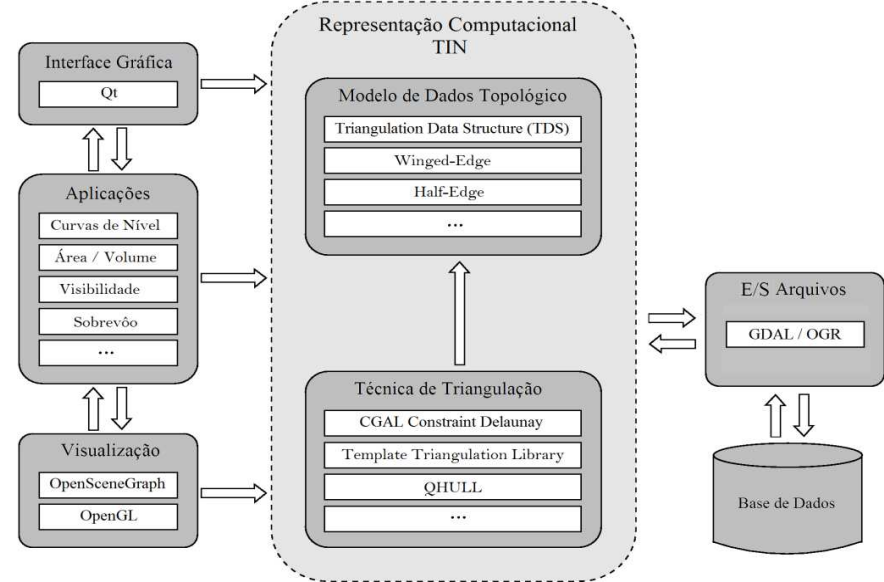 Interface Gráfica
Qt
Aplicações
Curvas de Nível
Área / Volume
Visibilidade
Sobrevôo
...
Visualização
OpenSceneGraph
OpenGL
Representação Computacional
TIN
Modelo de Dados Topológico
Triangulation Data Structure (TDS)
Winged-Edge
Half-Edge
...
Técnica de Triangulação
CGAL Constraint Delaunay
Template Triangulation Library
QHULL
...
E/S Arquivos
GDAL / OGR
Base de Dados